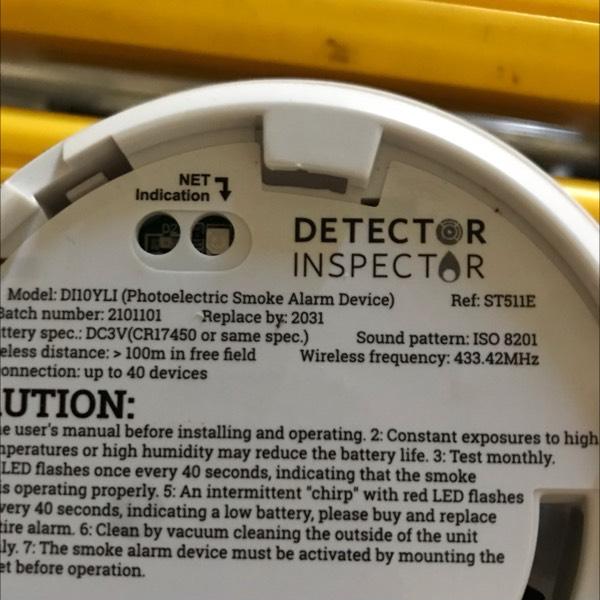 NET
Indication
DETECTOR
INSPECTOR
Model: DI10YLI (Photoelectric Smoke Alarm Device) Ref: ST511E
Batch number: 2101101 Replace by: 2031
ttery spec.: DC3V(CR17450 or same spec.) Sound pattern: ISO 8201
eless distance: > 100m in free field Wireless frequency: 433.42MHz
onnection: up to 40 devices
UTION:
e user's manual before installing and operating. 2: Constant exposures to high
mperatures or high humidity may reduce the battery life. 3: Test monthly.
LED flashes once every 40 seconds, indicating that the smoke
is operating properly. 5: An intermittent "chirp" with red LED flashes
very 40 seconds, indicating a low battery, please buy and replace
tire alarm. 6: Clean by vacuum cleaning the outside of the unit
ly. 7: The smoke alarm device must be activated by mounting the
et before operation.